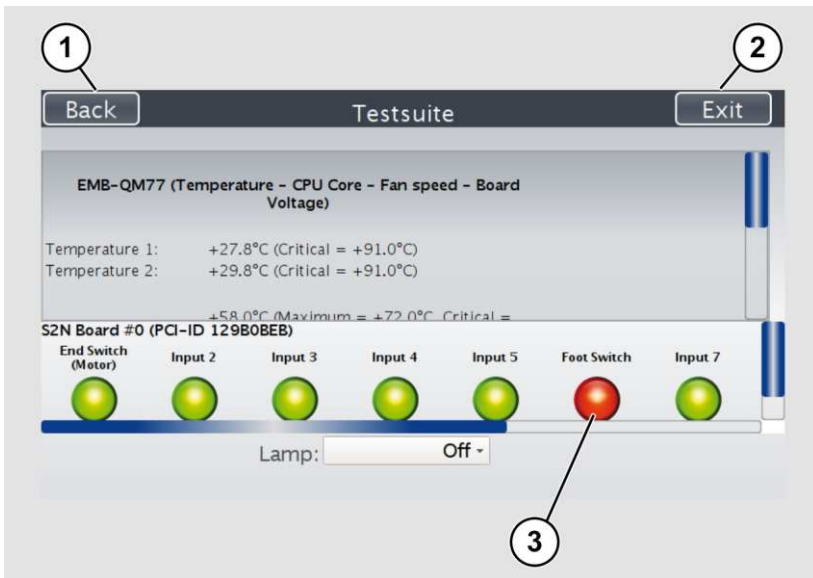 1
2
Back Testsuite Exit
EMB-QM77 (Temperature - CPU Core - Fan speed - Board
Voltage)
Temperature 1: +27.8°C (Critical = +91.0°C)
Temperature 2: +29.8°C (Critical = +91.0°C)
+58.0°C (Maximum = +72.0°C, Critical =
S2N Board #0 (PCI-ID 129B0BEB)
End Switch
(Motor) Input 2 Input 3 Input 4 Input 5 Foot Switch Input 7
Lamp: Off
3